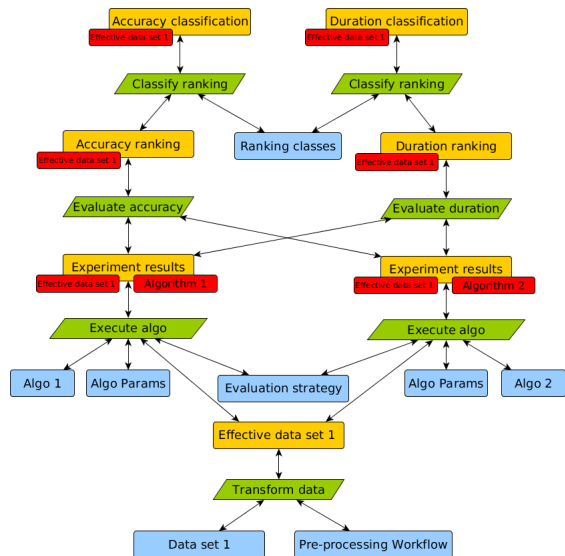 Accuracy classification
Effective data set 1
Duration classification
Effective data set 1
Classify ranking
Classify ranking
Accuracy ranking
Effective data set 1
Ranking classes
Duration ranking
Effective data set 1
Evaluate accuracy
Evaluate duration
Experiment results
Effective data set 1
Algorithm 1
Experiment results
Effective data set 1
Algorithm 2
Execute algo
Execute algo
Algo 1
Algo Params
Evaluation strategy
Algo Params
Algo 2
Effective data set 1
Transform data
Data set 1
Pre-processing Workflow